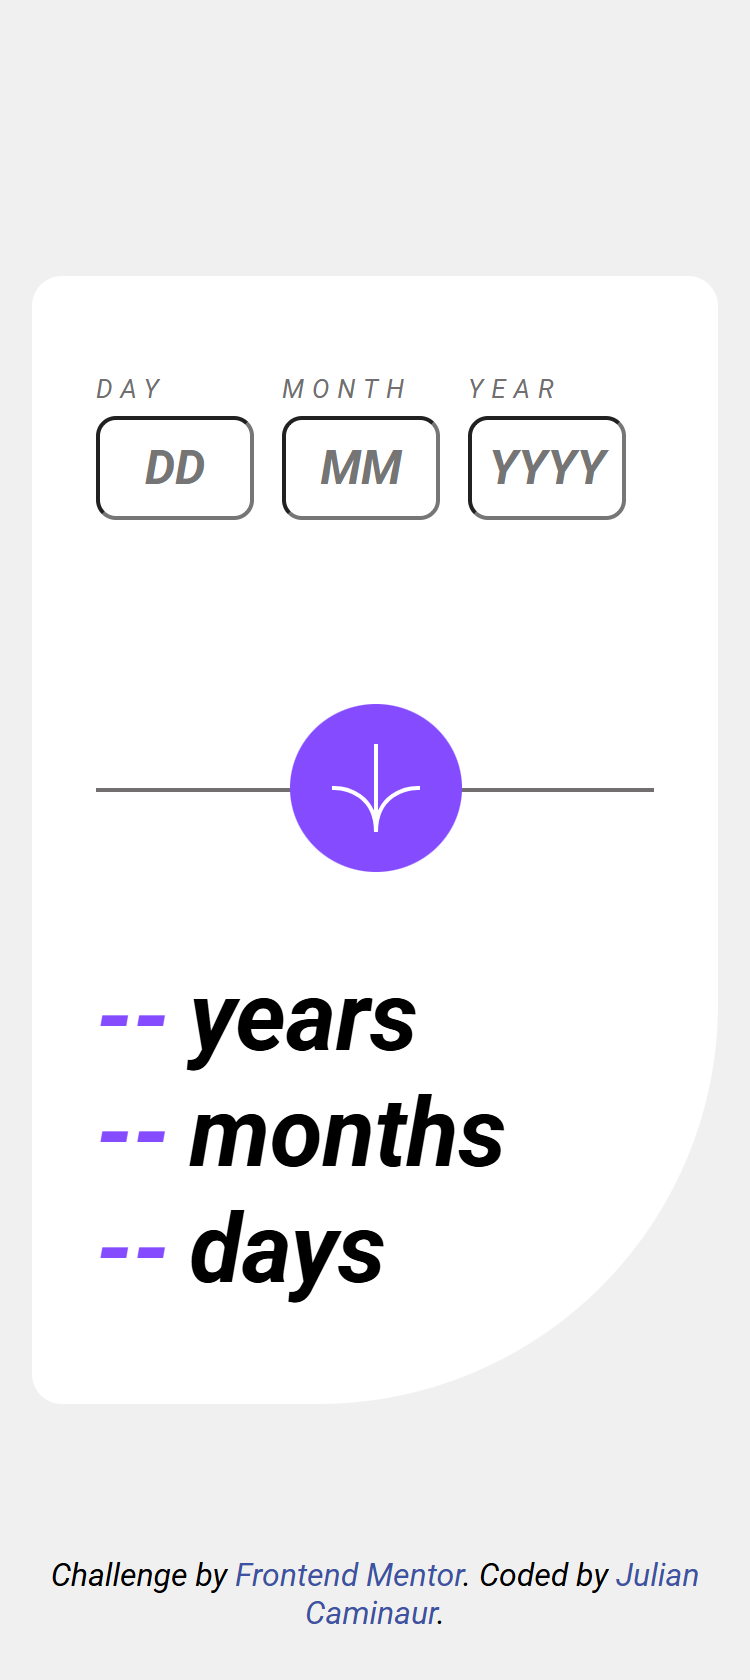 DAY MONTH YEAR
DD MM YYYY
-- years
-- months
-- days
Challenge by Frontend Mentor. Coded by Julian
Caminaur.